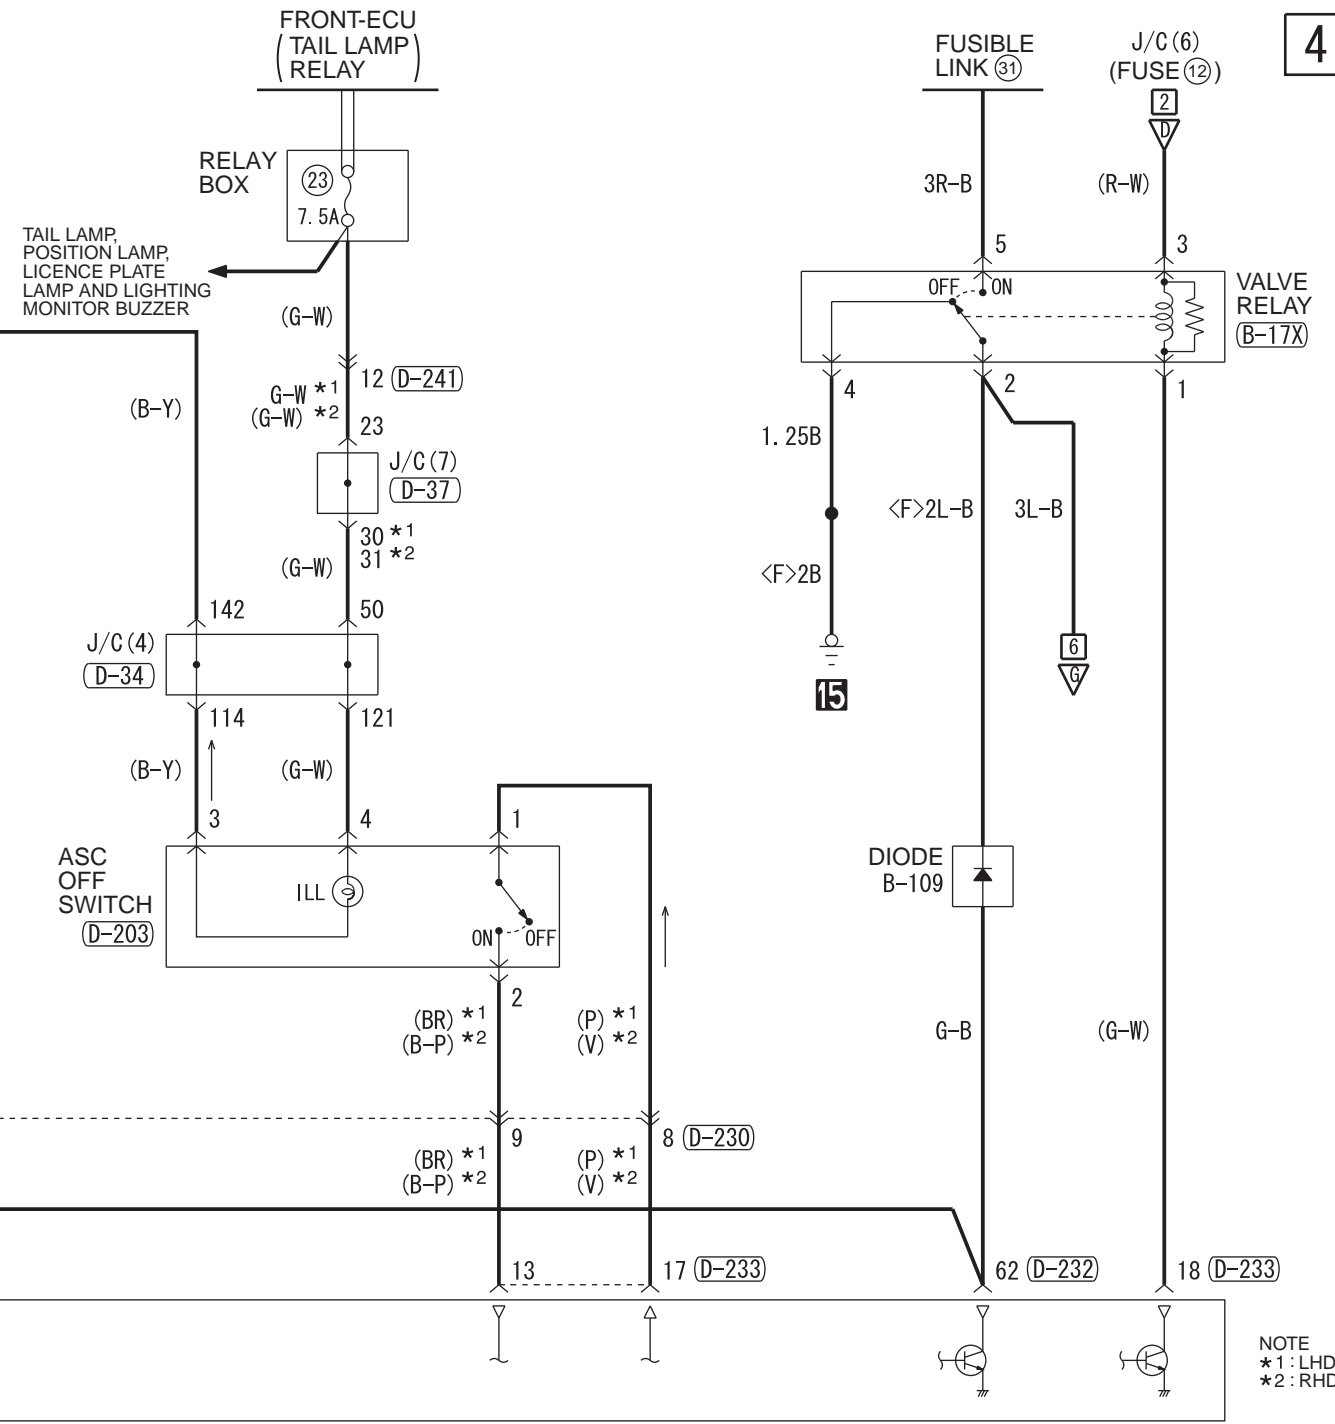 FRONT-ECU
(TAIL LAMP
RELAY)
FUSIBLE
LINK 31
J/C(6)
(FUSE 12)
4
2
D
RELAY
BOX
23
7.5A
3R-B
(R-W)
TAIL LAMP,
POSITION LAMP,
LICENCE PLATE
LAMP AND LIGHTING
MONITOR BUZZER
5
3
OFF
ON
VALVE
RELAY
(B-17X)
(G-W)
12 (D-241)
G-W *1
(G-W) *2
(B-Y)
23
4
2
1
1.25B
J/C(7)
(D-37)
<F>2L-B
3L-B
30 *1
31 *2
(G-W)
<F>2B
142
50
J/C(4)
(D-34)
6
G
15
114
121
(B-Y)
(G-W)
3
4
1
ASC
OFF
SWITCH
(D-203)
ILL
ON
OFF
DIODE
B-109
2
(BR) *1
(B-P) *2
(P) *1
(V) *2
G-B
(G-W)
9
8 (D-230)
(BR) *1
(B-P) *2
(P) *1
(V) *2
13
17 (D-233)
62 (D-232)
18 (D-233)
NOTE
*1 : LHD
*2 : RHD